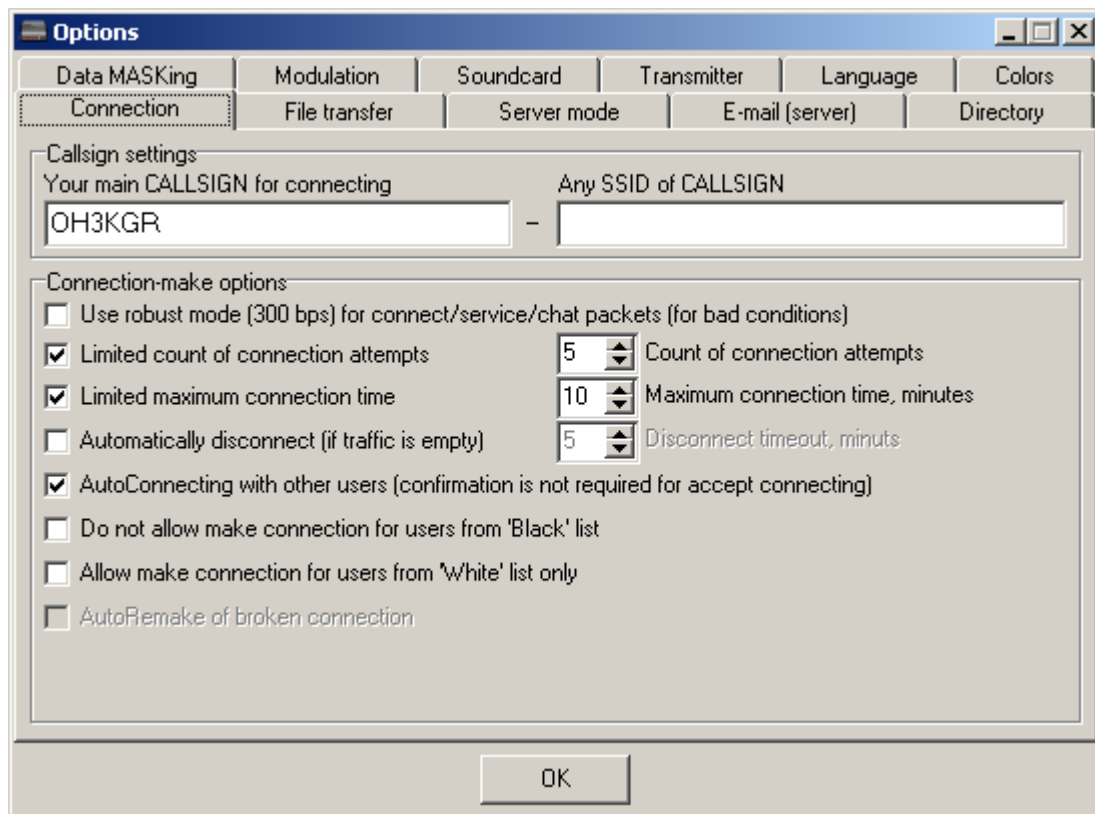 Options
Data MASKing Modulation Soundcard Transmitter Language Colors
Connection File transfer Server mode E-mail (server) Directory
Callsign settings
Your main CALLSIGN for connecting Any SSID of CALLSIGN
OH3KGR –
Connection-make options
Use robust mode (300 bps) for connect/service/chat packets (for bad conditions)
Limited count of connection attempts 5 Count of connection attempts
Limited maximum connection time 10 Maximum connection time, minutes
Automatically disconnect (if traffic is empty) 5 Disconnect timeout, minuts
AutoConnecting with other users (confirmation is not required for accept connecting)
Do not allow make connection for users from 'Black' list
Allow make connection for users from 'White' list only
AutoRemake of broken connection
OK